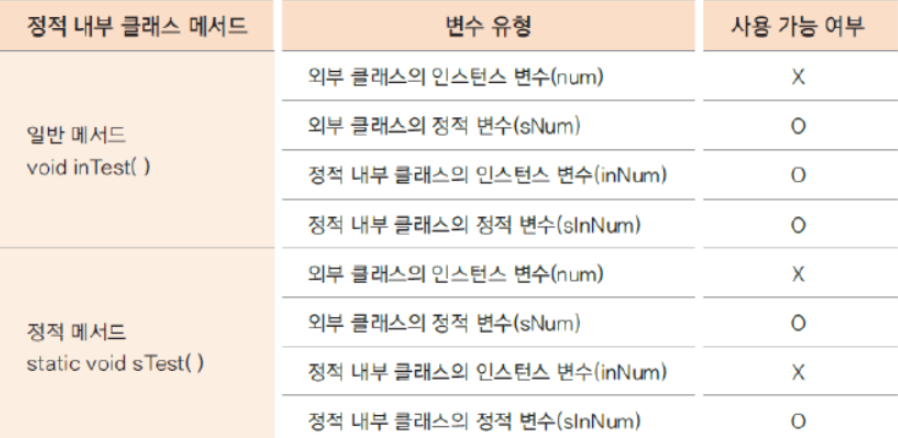 정적 내부 클래스 메서드 변수 유형 사용 가능 여부
일반 메서드
void inTest( )
외부 클래스의 인스턴스 변수(num) X
외부 클래스의 정적 변수(sNum) O
정적 내부 클래스의 인스턴스 변수(inNum) O
정적 내부 클래스의 정적 변수(sInNum) O
정적 메서드
static void sTest( )
외부 클래스의 인스턴스 변수(num) X
외부 클래스의 정적 변수(sNum) O
정적 내부 클래스의 인스턴스 변수(inNum) X
정적 내부 클래스의 정적 변수(sInNum) O